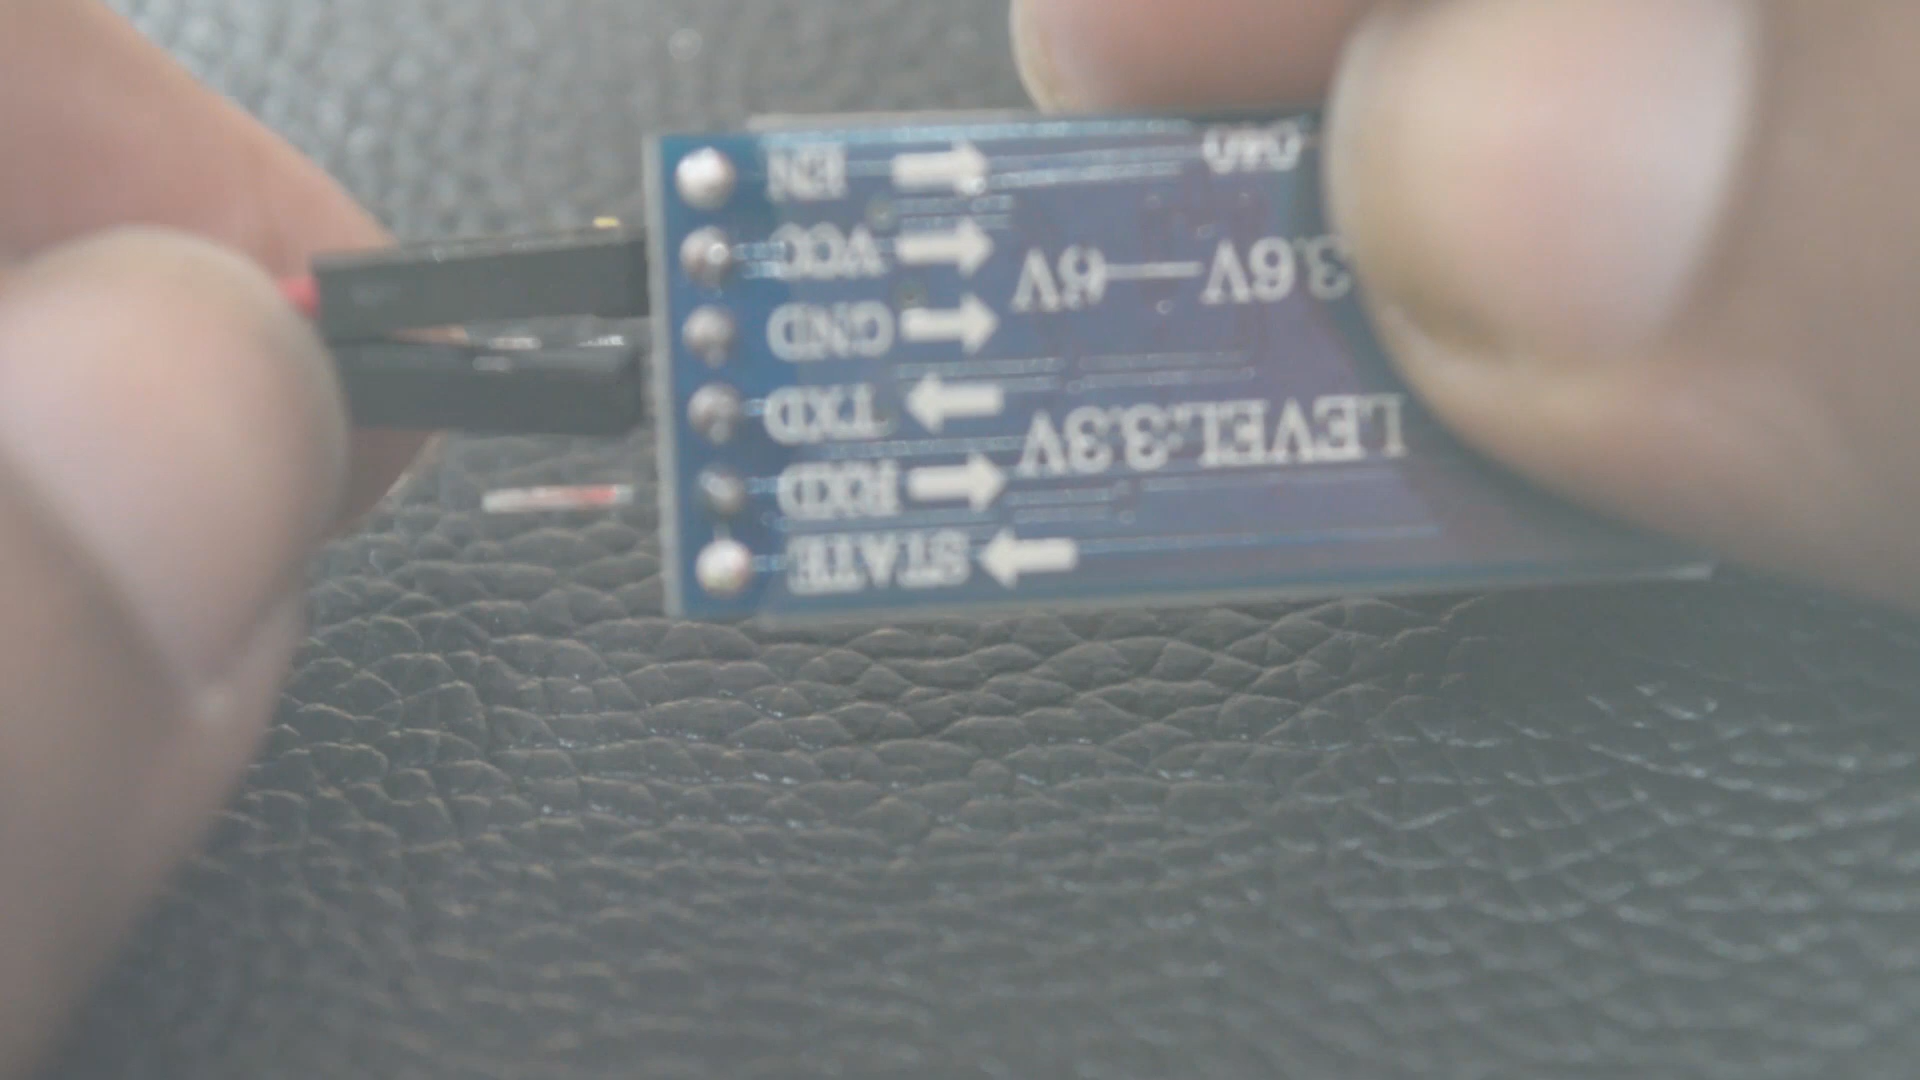 STATE
RXD
LEVEL:3.3V
TXD
GND
3.6V—6V
VCC
EN